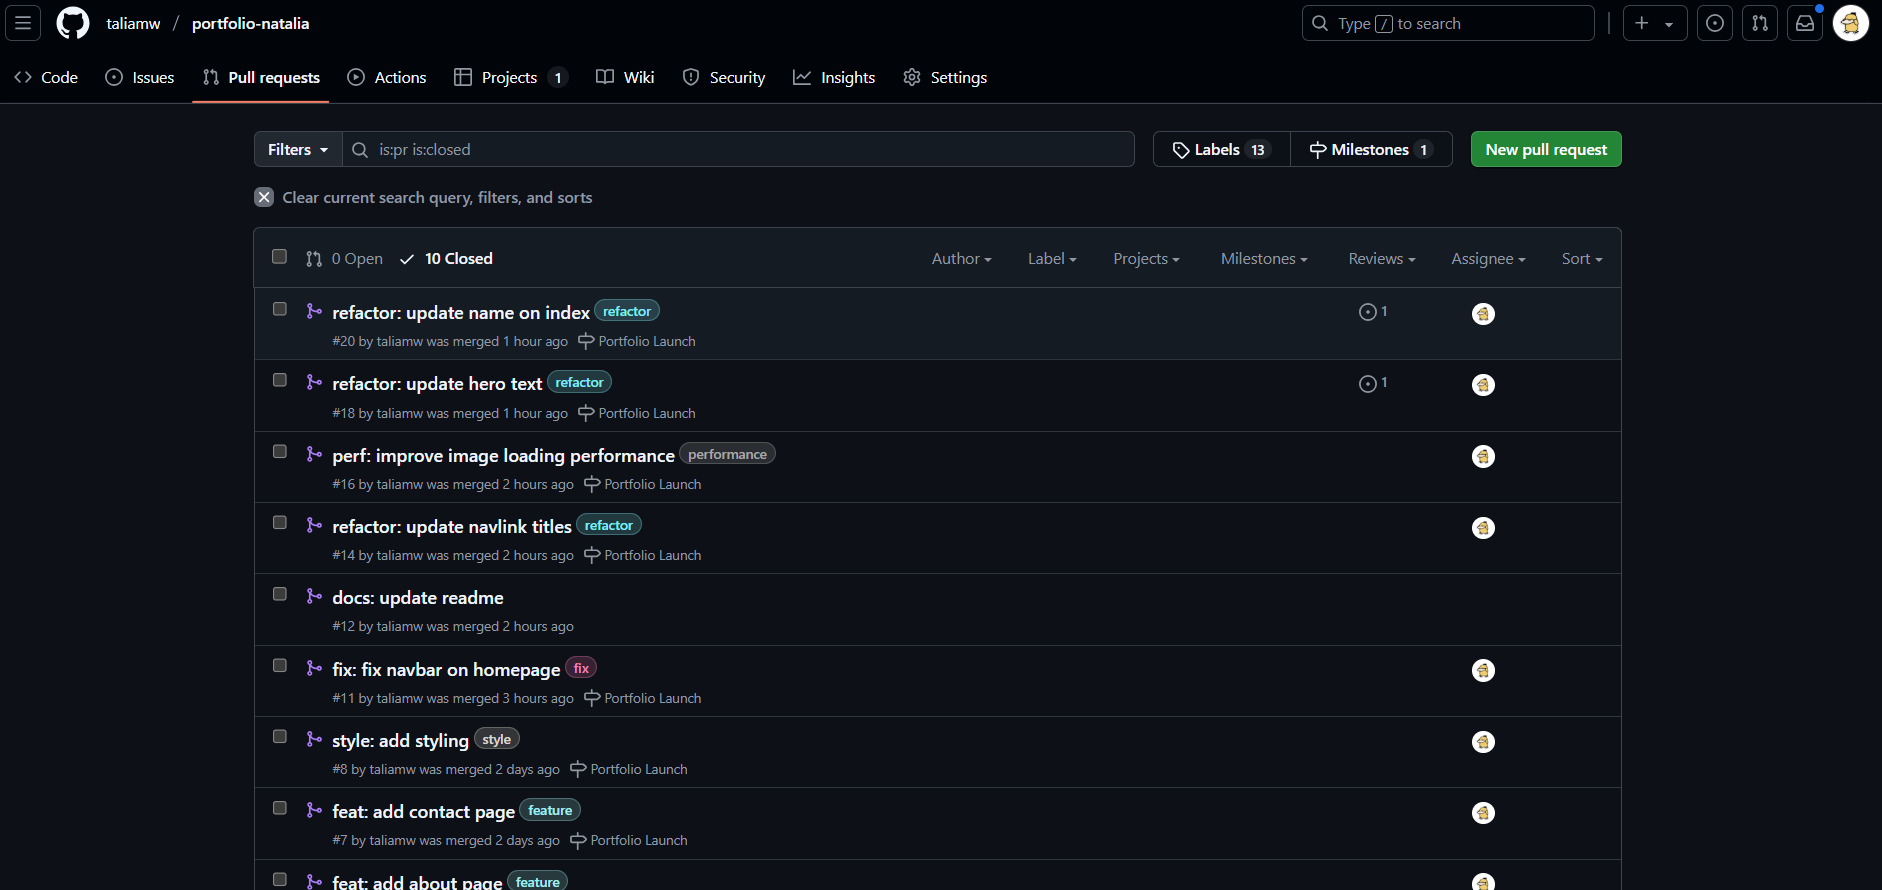 taliamw / portfolio-natalia
Type / to search
Code Issues Pull requests Actions Projects 1 Wiki Security Insights Settings
Filters is:pr is:closed Labels 13 Milestones 1 New pull request
Clear current search query, filters, and sorts
0 Open 10 Closed Author Label Projects Milestones Reviews Assignee Sort
refactor: update name on index refactor 1
#20 by taliamw was merged 1 hour ago Portfolio Launch
refactor: update hero text refactor 1
#18 by taliamw was merged 1 hour ago Portfolio Launch
perf: improve image loading performance performance
#16 by taliamw was merged 2 hours ago Portfolio Launch
refactor: update navlink titles refactor
#14 by taliamw was merged 2 hours ago Portfolio Launch
docs: update readme
#12 by taliamw was merged 2 hours ago
fix: fix navbar on homepage fix
#11 by taliamw was merged 3 hours ago Portfolio Launch
style: add styling style
#8 by taliamw was merged 2 days ago Portfolio Launch
feat: add contact page feature
#7 by taliamw was merged 2 days ago Portfolio Launch
feat: add about page feature